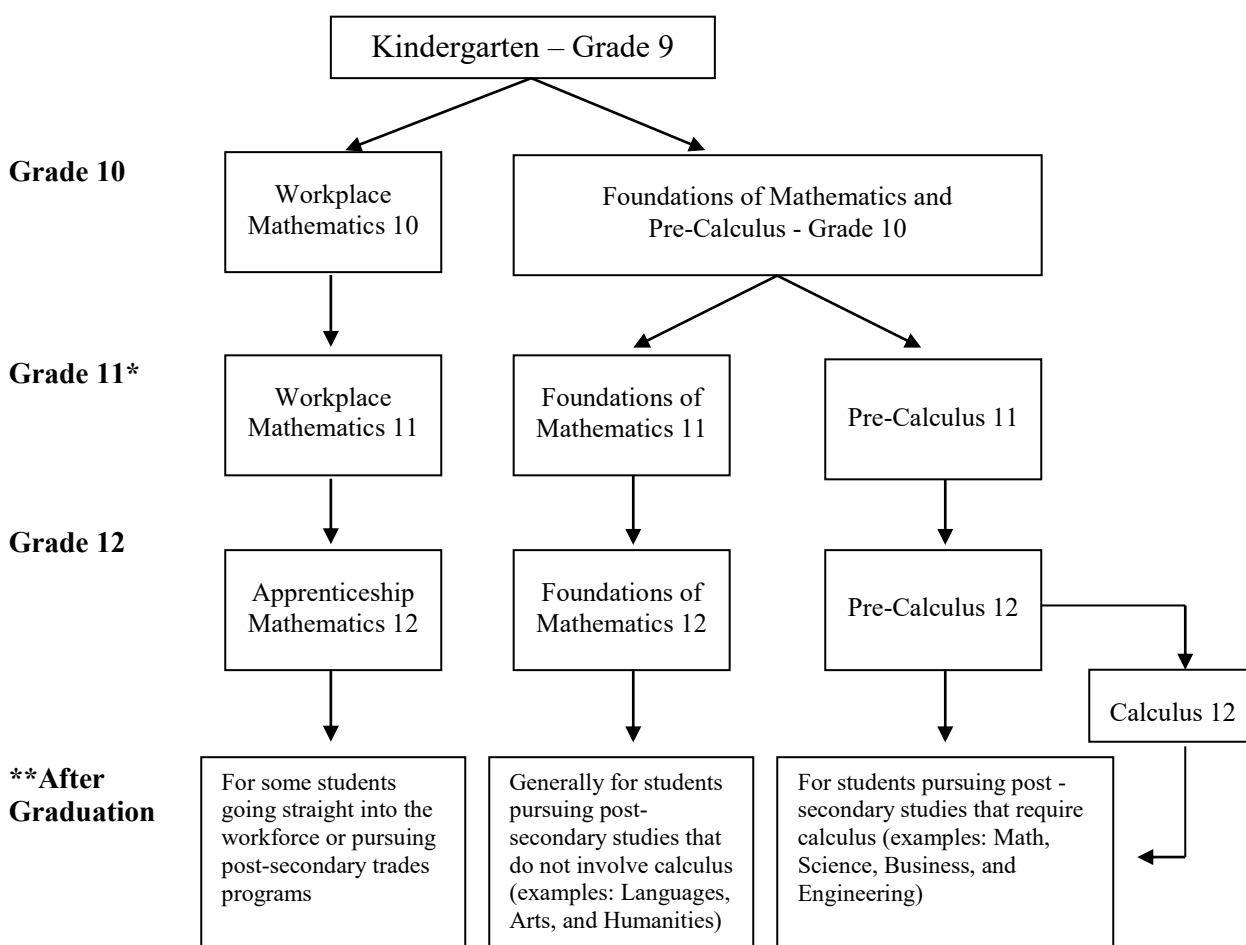 Kindergarten – Grade 9
Grade 10
Workplace
Mathematics 10
Foundations of Mathematics and
Pre-Calculus - Grade 10
Grade 11*
Workplace
Mathematics 11
Foundations of
Mathematics 11
Pre-Calculus 11
Grade 12
Apprenticeship
Mathematics 12
Foundations of
Mathematics 12
Pre-Calculus 12
Calculus 12
**After
Graduation
For some students
going straight into the
workforce or pursuing
post-secondary trades
programs
Generally for students
pursuing post-
secondary studies that
do not involve calculus
(examples: Languages,
Arts, and Humanities)
For students pursuing post -
secondary studies that require
calculus (examples: Math,
Science, Business, and
Engineering)